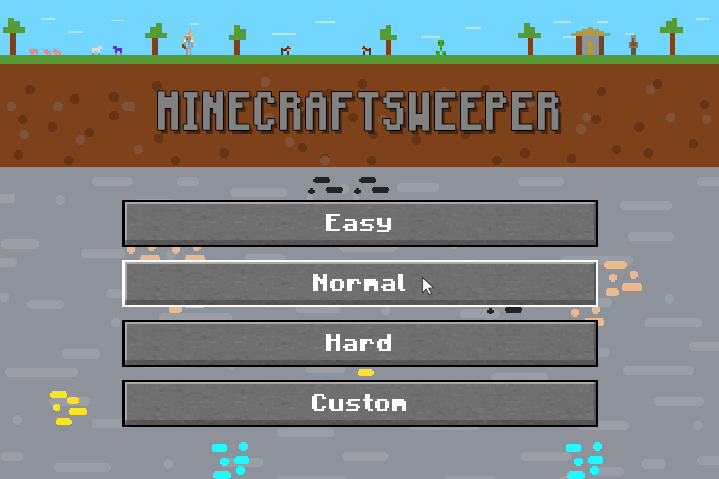 MINECRAFTSWEEPER
Easy
Normal
Hard
Custom